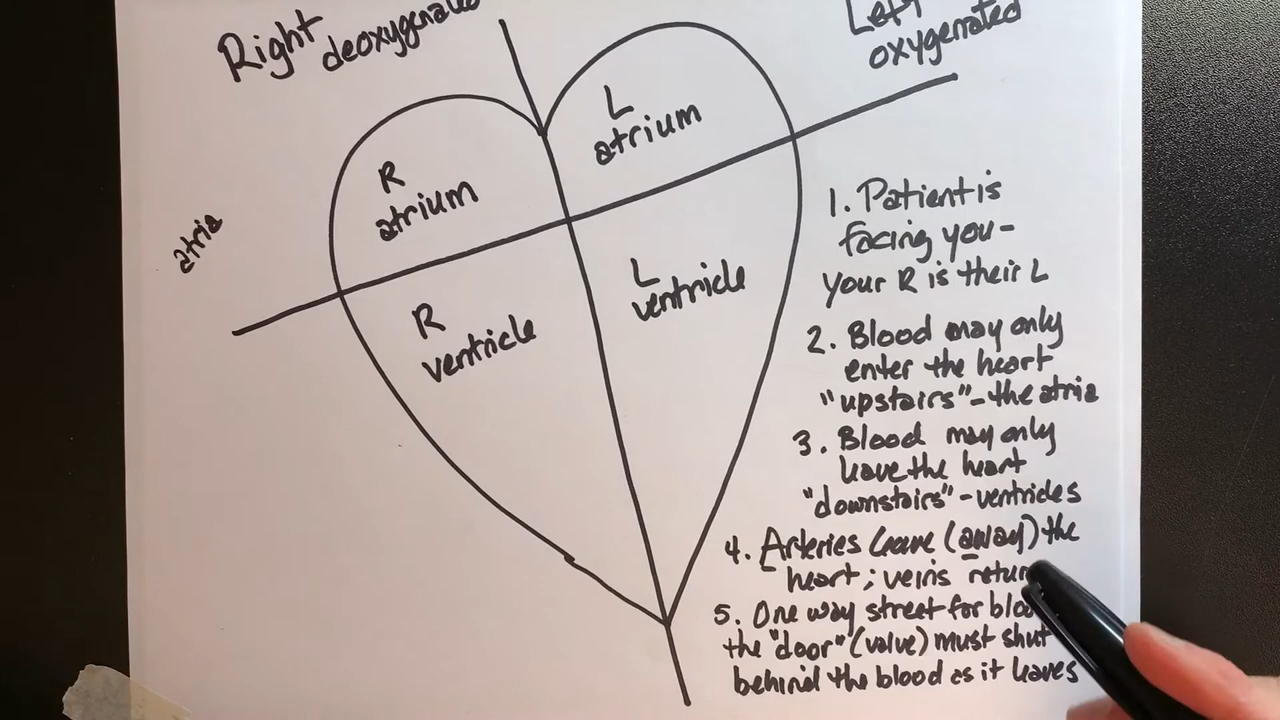 Right
deoxygenated
Left
oxygenated
L
atrium
R
atrium
atria
L
ventricle
R
ventricle
1. Patient is
facing you-
your R is their L
2. Blood may only
enter the heart
"upstairs" - the atria
3. Blood may only
leave the heart
"downstairs" - ventricles
4. Arteries leave (away) the
heart; veins
5. One way street for
the "door" (valve) must shut
behind the blood as it leaves